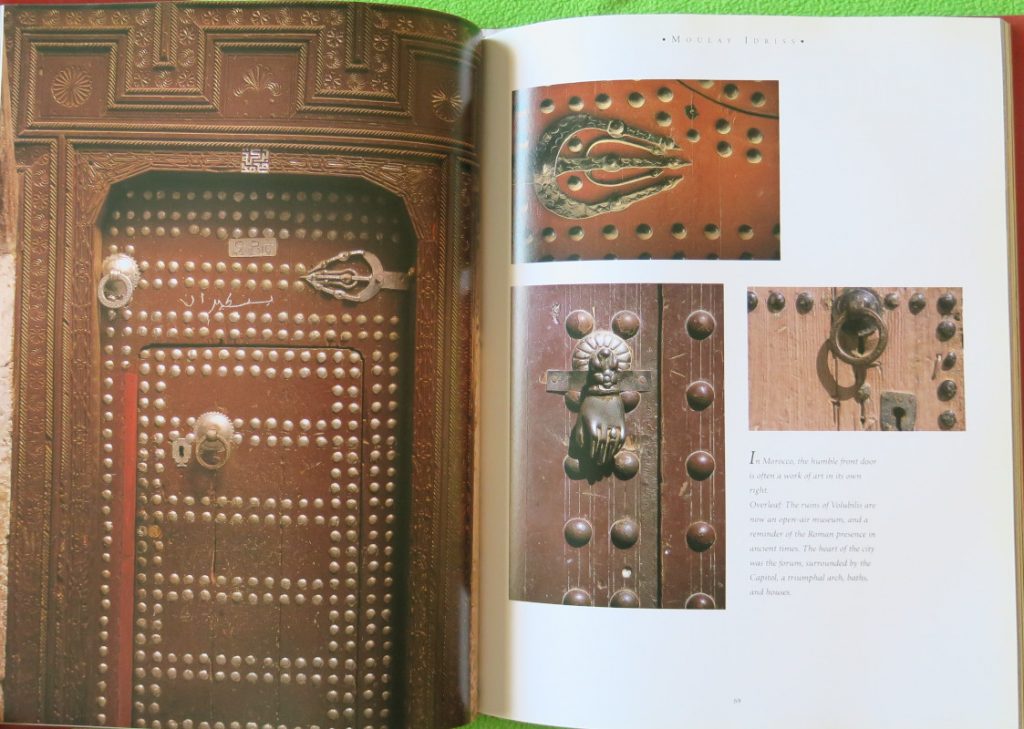 بنكيران
• MOULAY IDRISS •
In Morocco, the humble front door
is often a work of art in its own
right.
Overleaf: The ruins of Volubilis are
now an open-air museum, and a
reminder of the Roman presence in
ancient times. The heart of the city
was the forum, surrounded by the
Capitol, a triumphal arch, baths,
and houses.
69